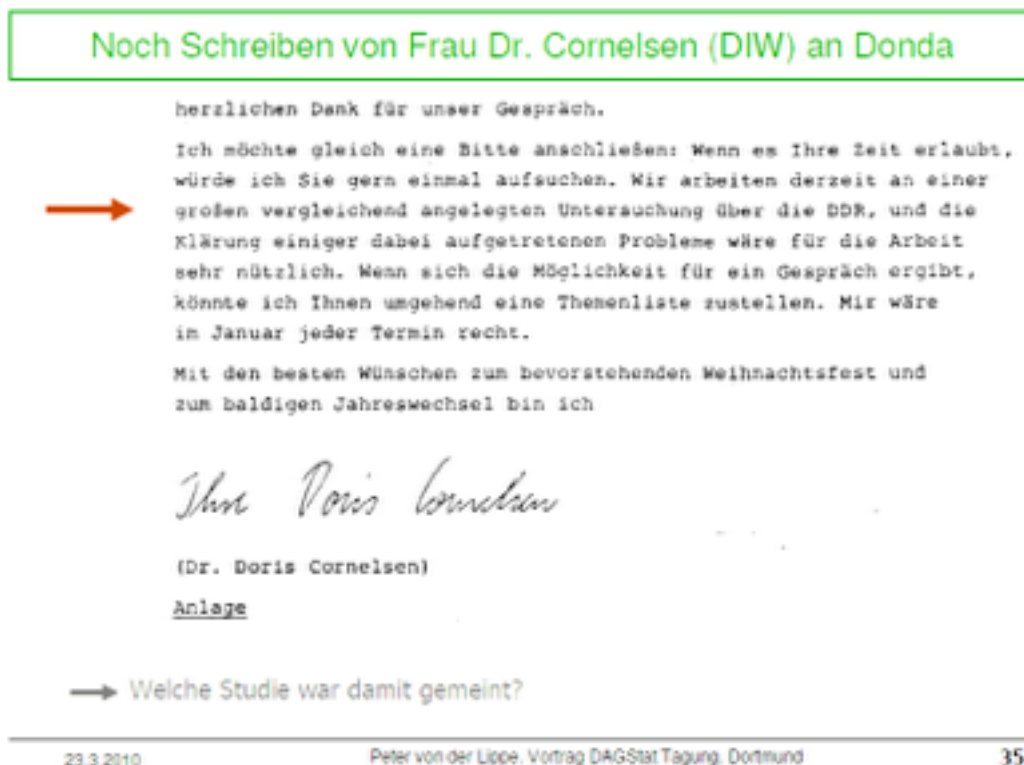 Noch Schreiben von Frau Dr. Cornelsen (DIW) an Donda
herzlichen Dank für unser Gespräch.
Ich möchte gleich eine Bitte anschließen: Wenn es Ihre Zeit erlaubt,
würde ich Sie gern einmal aufsuchen. Wir arbeiten derzeit an einer
großen vergleichend angelegten Untersuchung über die DDR, und die
Klärung einiger dabei aufgetretenen Probleme wäre für die Arbeit
sehr nützlich. Wenn sich die Möglichkeit für ein Gespräch ergibt,
könnte ich Ihnen umgehend eine Themenliste zustellen. Mir wäre
im Januar jeder Termin recht.
Mit den besten Wünschen zum bevorstehenden Weihnachtsfest und
zum baldigen Jahreswechsel bin ich
Ihre Doris Cornelsen
(Dr. Doris Cornelsen)
Anlage
Welche Studie war damit gemeint?
23.3.2010 Peter von der Lippe, Vortrag DAGStat Tagung, Dortmund 35